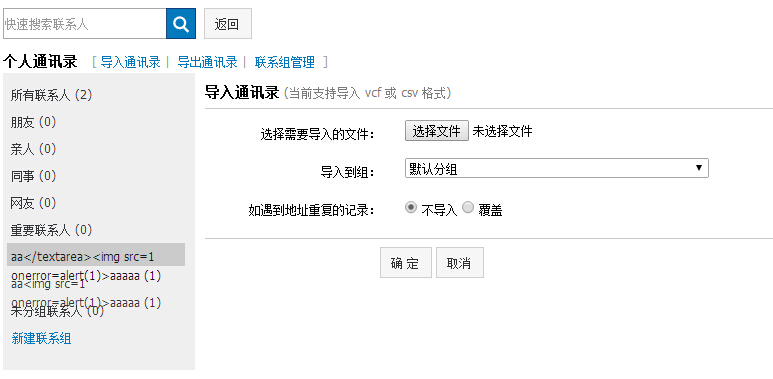 快速搜索联系人 返回
个人通讯录 [ 导入通讯录 | 导出通讯录 | 联系组管理 ]
所有联系人 (2)
朋友 (0)
亲人 (0)
同事 (0)
网友 (0)
重要联系人 (0)
aa</textarea><img src=1
onerror=alert(1)>aaaaa (1)
aa<img src=1
onerror=alert(1)>aaaaa (1)
未分组联系人 (0)
新建联系组
导入通讯录 (当前支持导入 vcf 或 csv 格式)
选择需要导入的文件： 选择文件 未选择文件
导入到组： 默认分组
如遇到地址重复的记录： 不导入 覆盖
确 定 取消